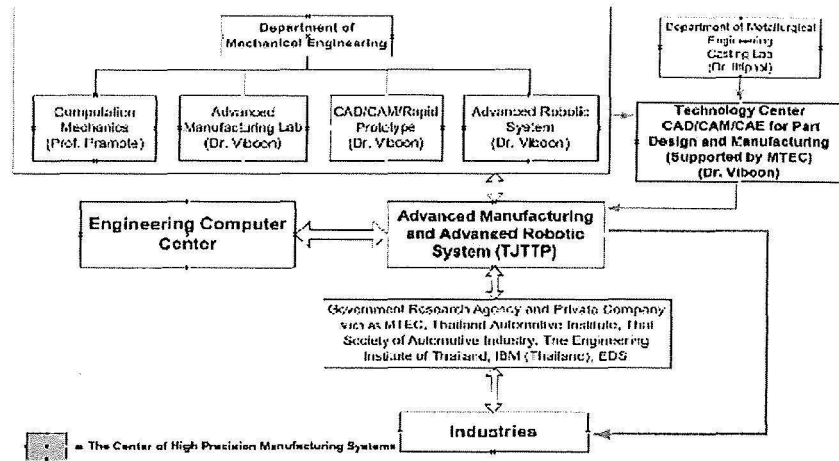 Department of
Mechanical Engineering
Department of Metallurgical
Engineering
Casting Lab
Computation
Mechanics
(Prof. Pramote)
Advanced
Manufacturing Lab
(Dr. Viboon)
CAD/CAM/Rapid
Prototype
(Dr. Viboon)
Advanced Robotic
System
(Dr. Viboon)
Technology Center
CAD/CAM/CAE for Part
Design and Manufacturing
(Supported by MTEC)
(Dr. Viboon)
Engineering Computer
Center
Advanced Manufacturing
and Advanced Robotic
System (TJTTP)
Government Research Agency and Private Company
such as MTEC, Thailand Automotive Institute, Thai
Society of Automotive Industry, The Engineering
Institute of Thailand, IBM (Thailand), EDS
Industries
= The Center of High Precision Manufacturing Systems